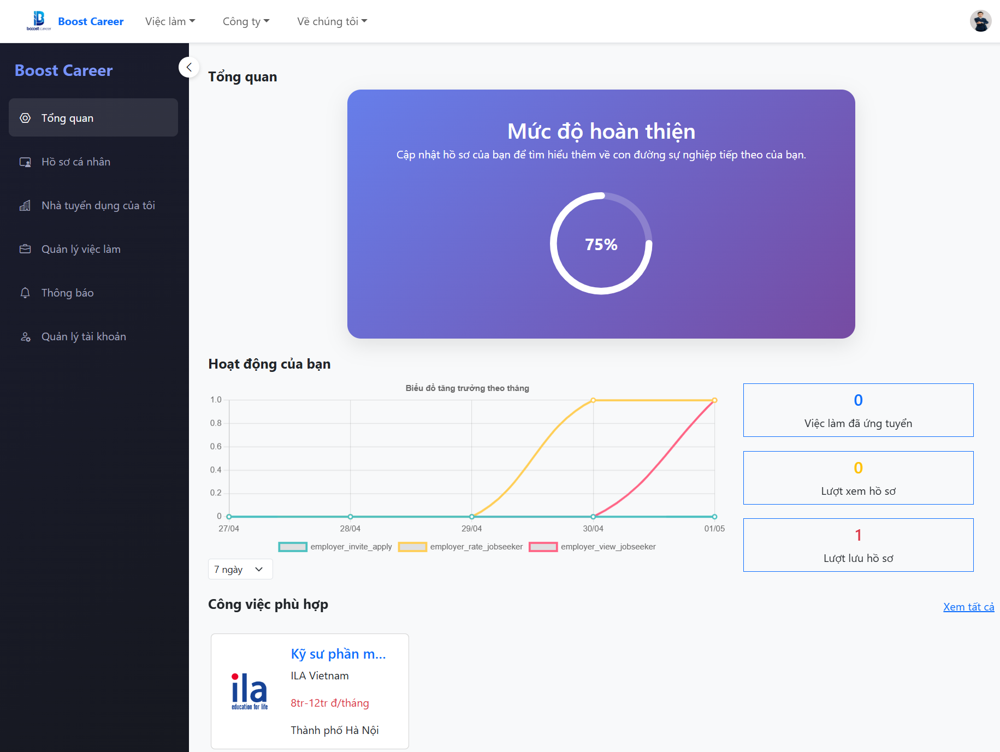 boost career
Boost Career
Việc làm
Công ty
Về chúng tôi
Boost Career
Tổng quan
Hồ sơ cá nhân
Nhà tuyển dụng của tôi
Quản lý việc làm
Thông báo
Quản lý tài khoản
Tổng quan
Mức độ hoàn thiện
Cập nhật hồ sơ của bạn để tìm hiểu thêm về con đường sự nghiệp tiếp theo của bạn.
75%
Hoạt động của bạn
Biểu đồ tăng trưởng theo tháng
1.0
0.8
0.6
0.4
0.2
0
27/04 28/04 29/04 30/04 01/05
employer_invite_apply employer_rate_jobseeker employer_view_jobseeker
7 ngày
0
Việc làm đã ứng tuyển
0
Lượt xem hồ sơ
1
Lượt lưu hồ sơ
Công việc phù hợp
Xem tất cả
ila
education for life
Kỹ sư phần m...
ILA Vietnam
8tr-12tr đ/tháng
Thành phố Hà Nội